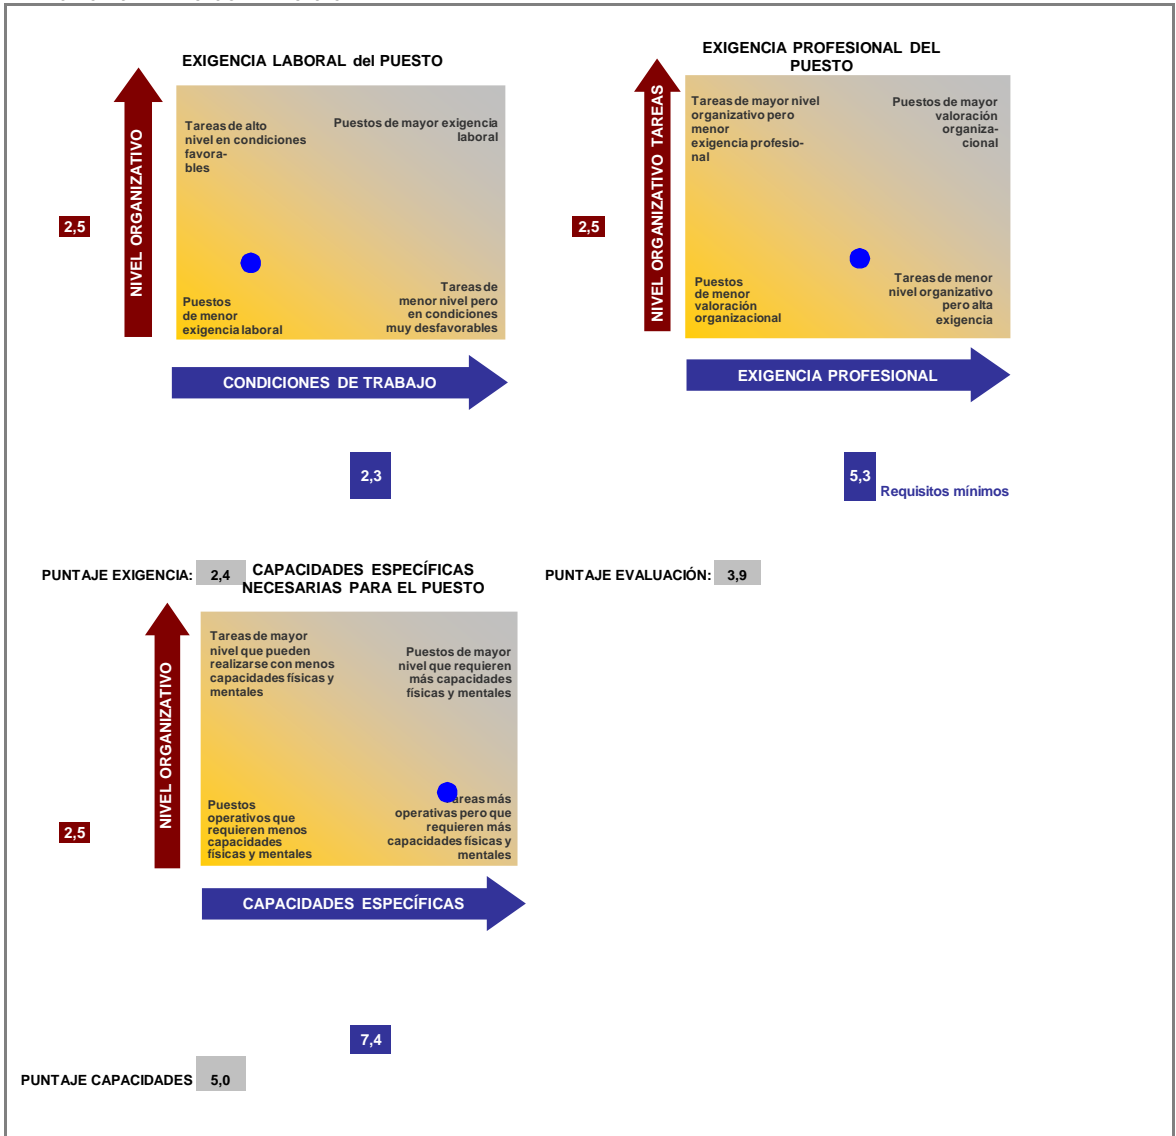 EXIGENCIA LABORAL del PUESTO
NIVEL ORGANIZATIVO
Tareas de alto
nivel en condiciones
favora-
bles
Puestos de mayor exigencia
laboral
2,5
Puestos
de menor
exigencia laboral
Tareas de
menor nivel pero
en condiciones
muy desfavorables
CONDICIONES DE TRABAJO
2,3
EXIGENCIA PROFESIONAL DEL
PUESTO
NIVEL ORGANIZATIVO TAREAS
Tareas de mayor nivel
organizativo pero
menor
exigencia profesio-
nal
Puestos de mayor
valoración
organiza-
cional
2,5
Puestos
de menor
valoración
organizacional
Tareas de menor
nivel organizativo
pero alta
exigencia
EXIGENCIA PROFESIONAL
5,3
Requisitos mínimos
PUNTAJE EXIGENCIA: 2,4
CAPACIDADES ESPECÍFICAS
NECESARIAS PARA EL PUESTO
PUNTAJE EVALUACIÓN: 3,9
NIVEL ORGANIZATIVO
Tareas de mayor
nivel que pueden
realizarse con menos
capacidades físicas y
mentales
Puestos de mayor
nivel que requieren
más capacidades
físicas y mentales
2,5
Puestos
operativos que
requieren menos
capacidades
físicas y mentales
Tareas más
operativas pero que
requieren más
capacidades físicas y
mentales
CAPACIDADES ESPECÍFICAS
7,4
PUNTAJE CAPACIDADES 5,0